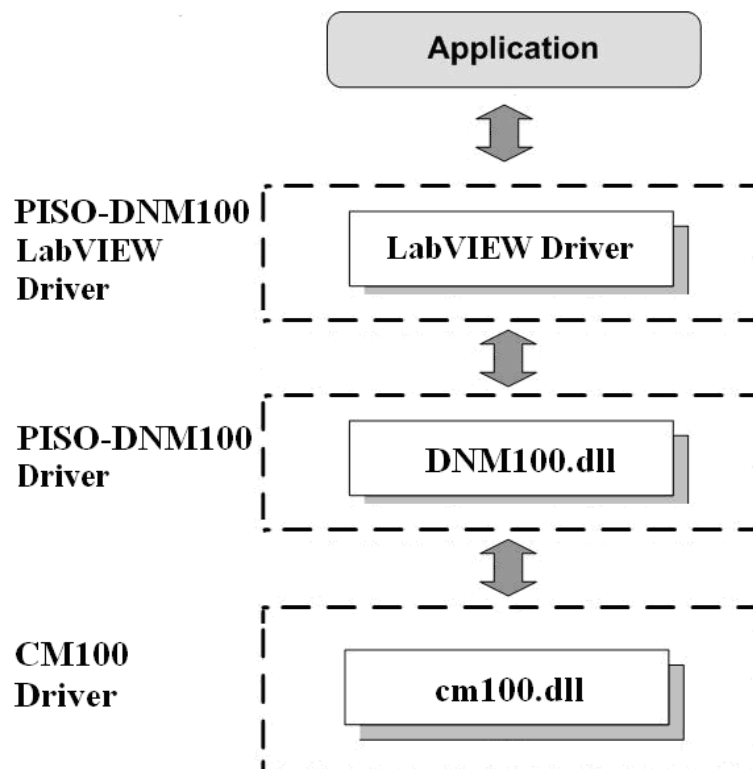 Application
PISO-DNM100
LabVIEW
Driver
LabVIEW Driver
PISO-DNM100
Driver
DNM100.dll
CM100
Driver
cm100.dll